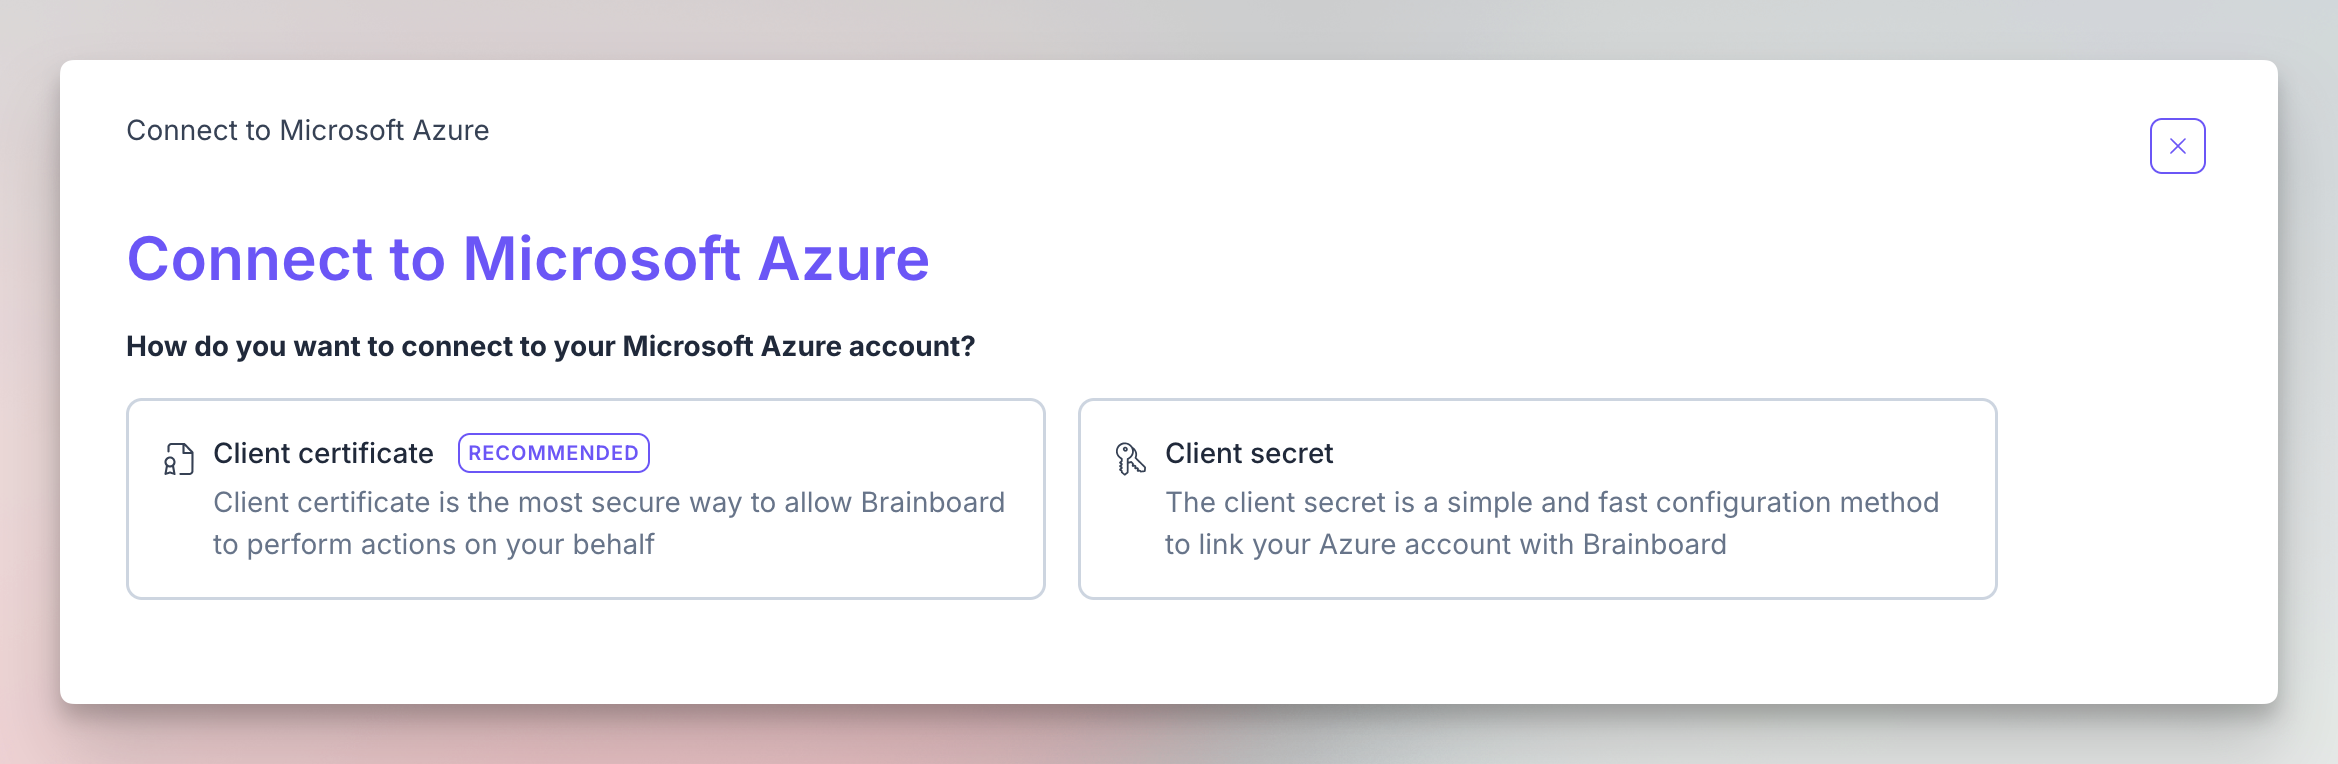 Connect to Microsoft Azure
Connect to Microsoft Azure
How do you want to connect to your Microsoft Azure account?
Client certificate RECOMMENDED
Client certificate is the most secure way to allow Brainboard
to perform actions on your behalf
Client secret
The client secret is a simple and fast configuration method
to link your Azure account with Brainboard